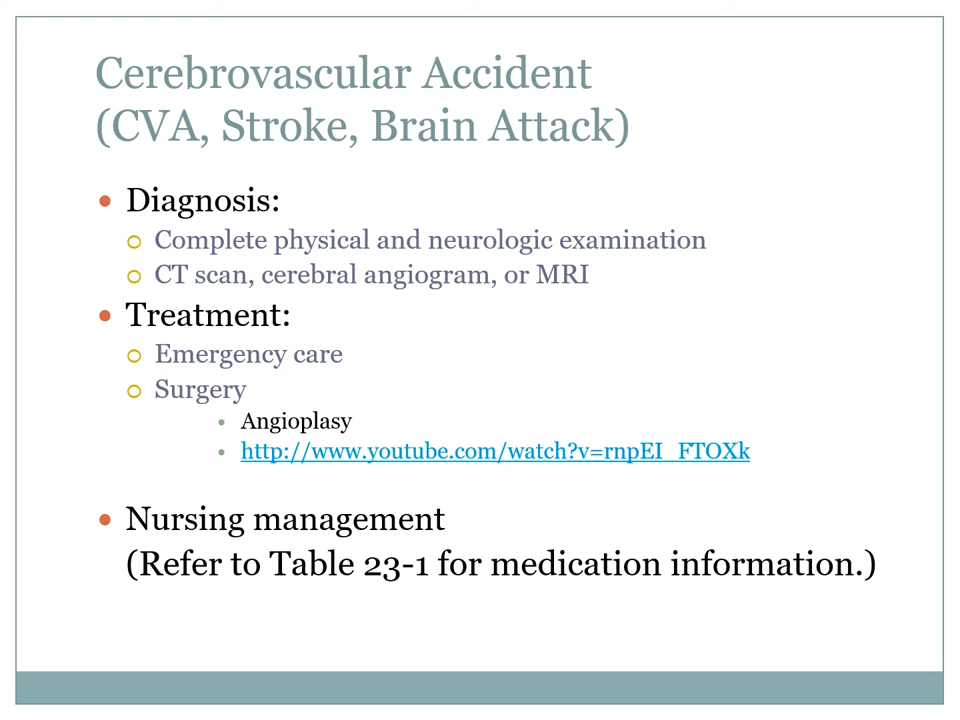 Cerebrovascular Accident
(CVA, Stroke, Brain Attack)
Diagnosis:
Complete physical and neurologic examination
CT scan, cerebral angiogram, or MRI
Treatment:
Emergency care
Surgery
Angioplasy
http://www.youtube.com/watch?v=rnpEI_FTOXk
Nursing management
(Refer to Table 23-1 for medication information.)